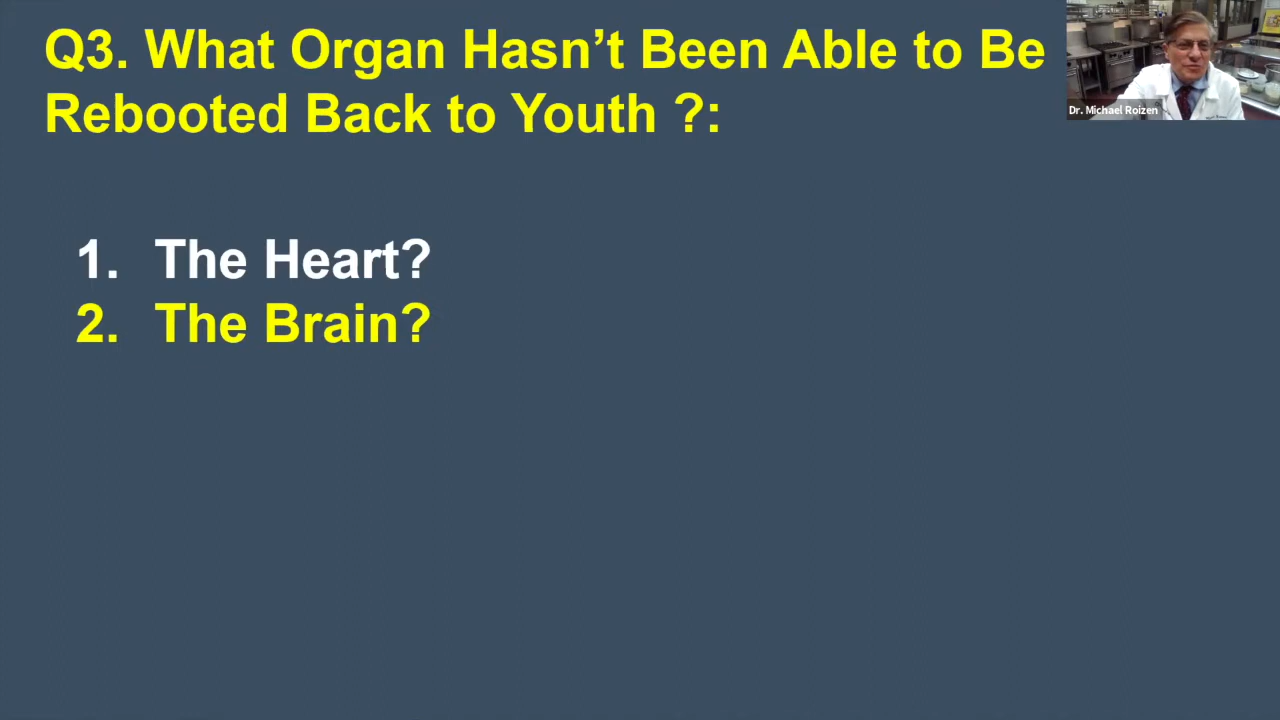 Q3. What Organ Hasn’t Been Able to Be
Rebooted Back to Youth ?:
Dr. Michael Roizen
1. The Heart?
2. The Brain?